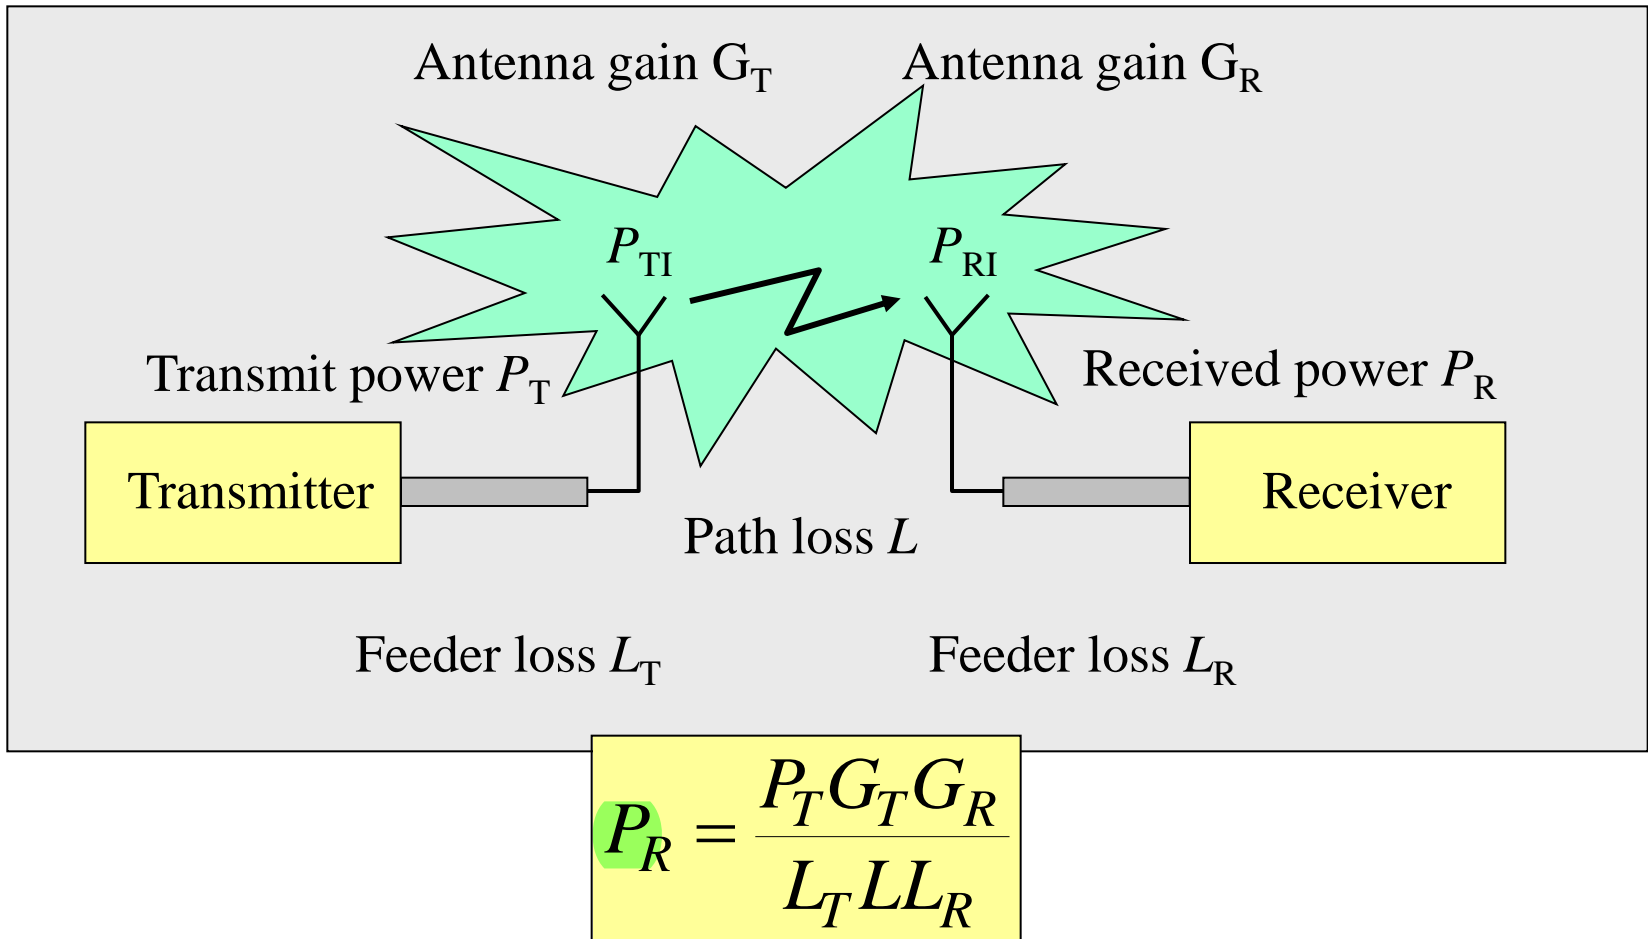 Antenna gain G_T Antenna gain G_R
P_TI P_RI
Transmit power P_T Received power P_R
Transmitter Receiver
Path loss L
Feeder loss L_T Feeder loss L_R
P_R = P_T G_T G_R / L_T L L_R